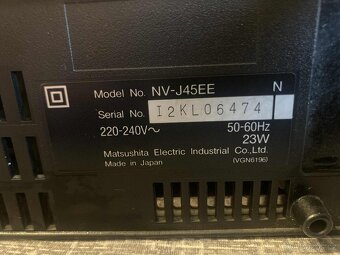 Model No. NV-J45EE N
Serial No. I2KL06474
220-240V~ 50-60Hz
23W
Matsushita Electric Industrial Co.,Ltd.
Made in Japan (VGN6196)